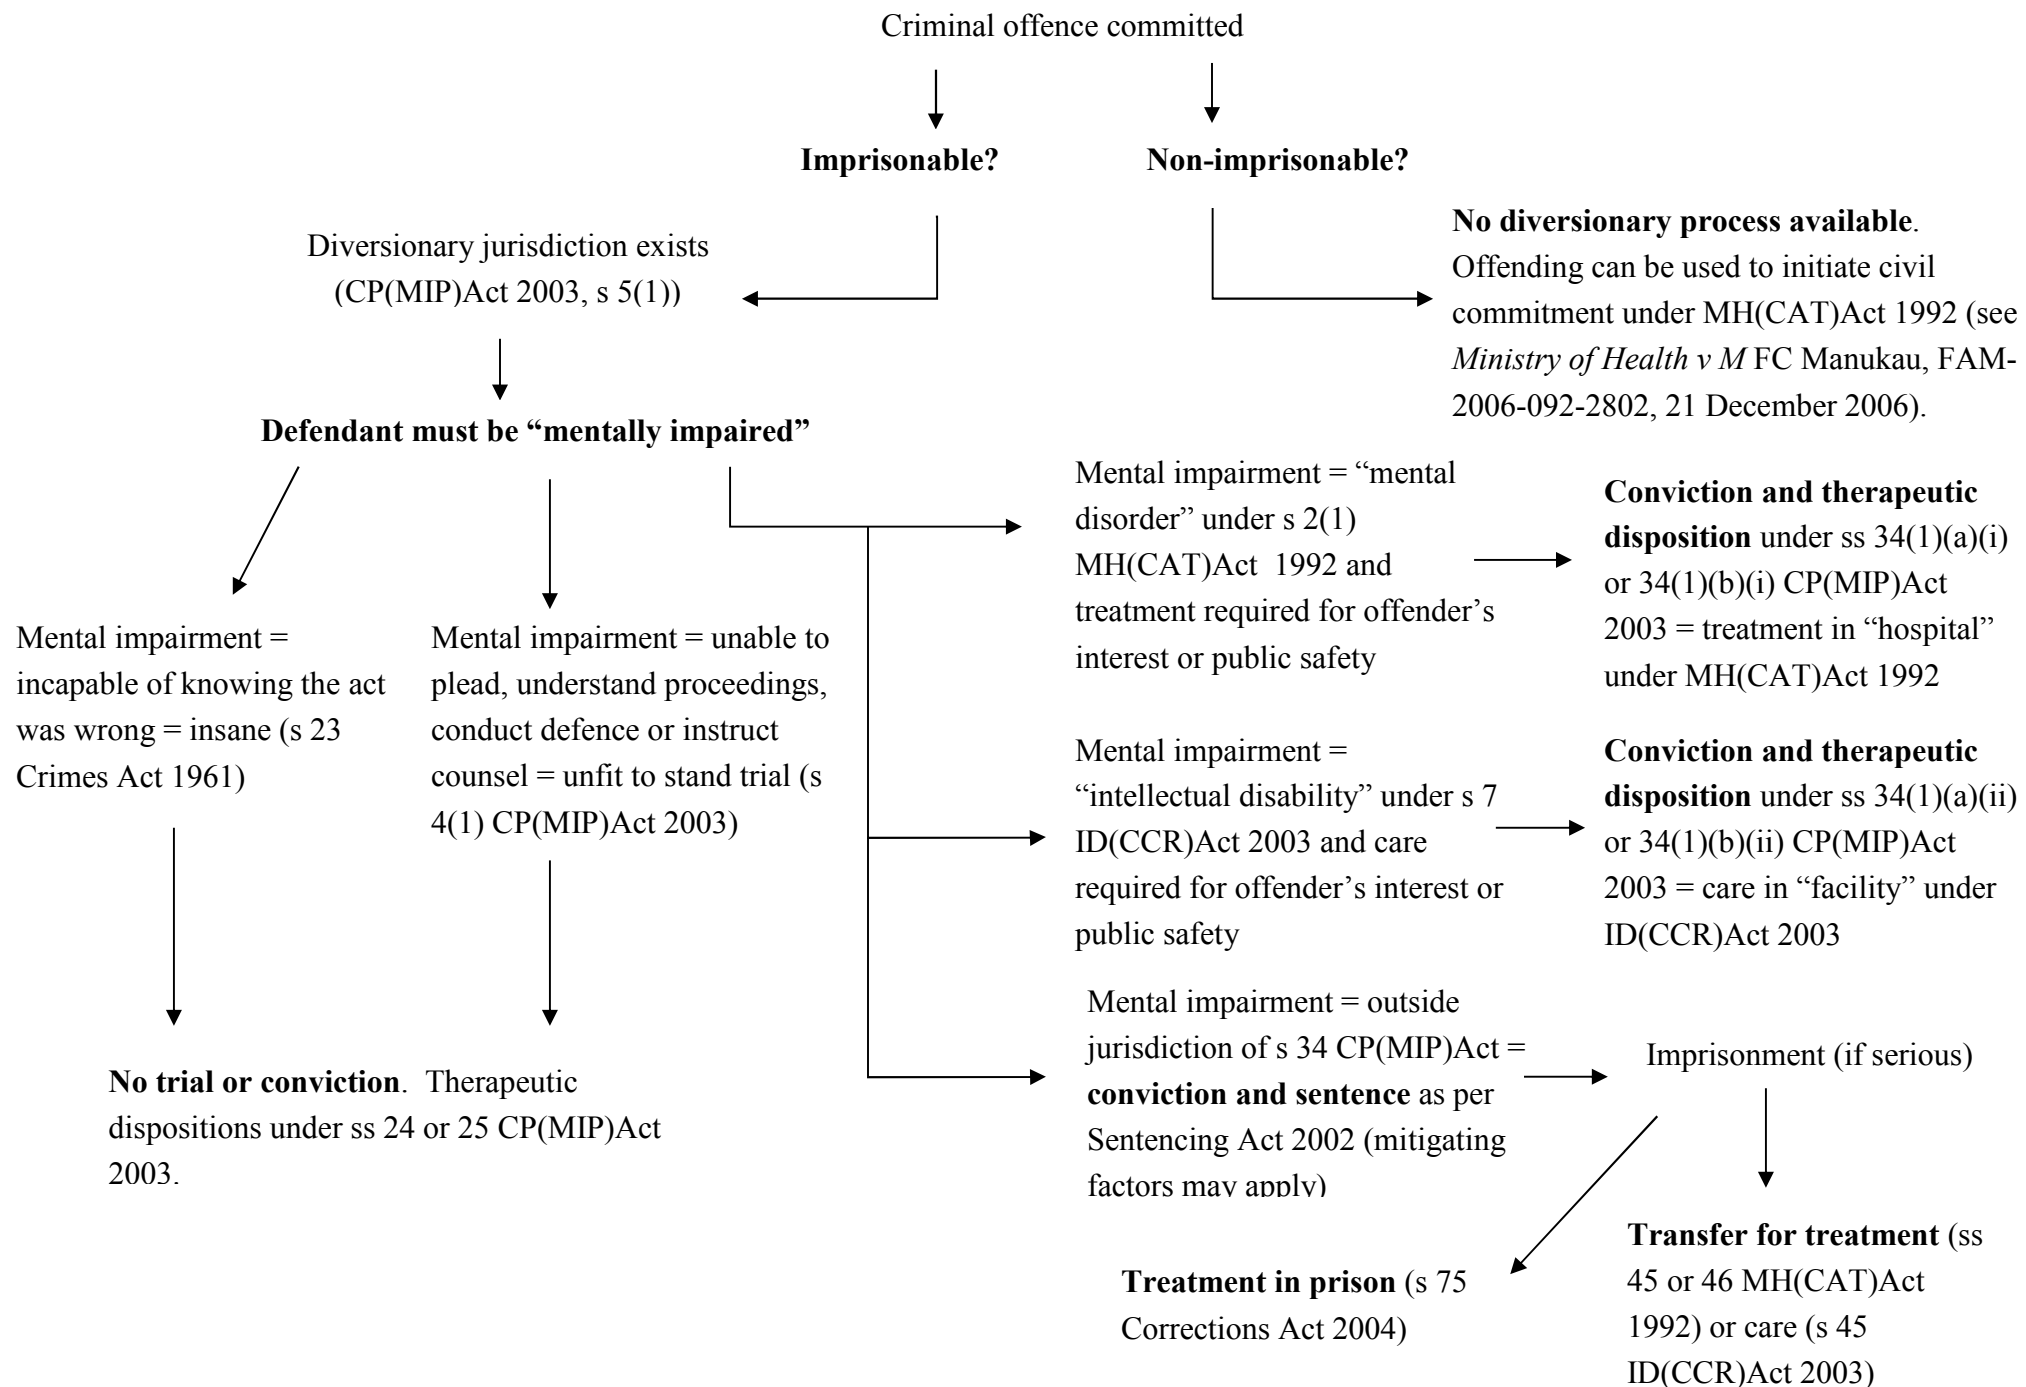 Criminal offence committed
Imprisonable?
Non-imprisonable?
Diversionary jurisdiction exists
(CP(MIP)Act 2003, s 5(1))
No diversionary process available.
Offending can be used to initiate civil
commitment under MH(CAT)Act 1992 (see
Ministry of Health v M FC Manukau, FAM-
2006-092-2802, 21 December 2006).
Defendant must be “mentally impaired”
Mental impairment =
incapable of knowing the act
was wrong = insane (s 23
Crimes Act 1961)
Mental impairment = unable to
plead, understand proceedings,
conduct defence or instruct
counsel = unfit to stand trial (s
4(1) CP(MIP)Act 2003)
No trial or conviction. Therapeutic
dispositions under ss 24 or 25 CP(MIP)Act
2003.
Mental impairment = “mental
disorder” under s 2(1)
MH(CAT)Act 1992 and
treatment required for offender’s
interest or public safety
Conviction and therapeutic
disposition under ss 34(1)(a)(i)
or 34(1)(b)(i) CP(MIP)Act
2003 = treatment in “hospital”
under MH(CAT)Act 1992
Mental impairment =
“intellectual disability” under s 7
ID(CCR)Act 2003 and care
required for offender’s interest or
public safety
Conviction and therapeutic
disposition under ss 34(1)(a)(ii)
or 34(1)(b)(ii) CP(MIP)Act
2003 = care in “facility” under
ID(CCR)Act 2003
Mental impairment = outside
jurisdiction of s 34 CP(MIP)Act =
conviction and sentence as per
Sentencing Act 2002 (mitigating
factors may apply)
Imprisonment (if serious)
Treatment in prison (s 75
Corrections Act 2004)
Transfer for treatment (ss
45 or 46 MH(CAT)Act
1992) or care (s 45
ID(CCR)Act 2003)